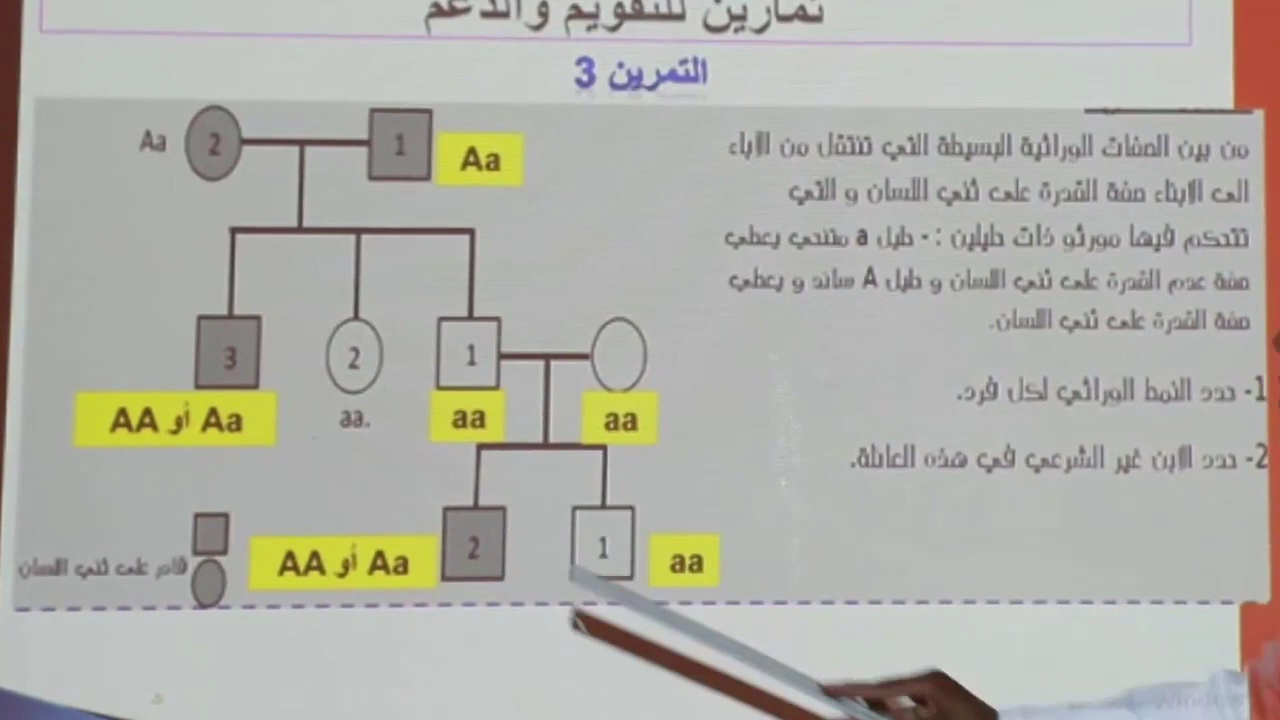 تمارين للتقويم والدعم
التمرين 3
Aa
2
1
Aa
من بين الصفات الوراثية البسيطة التي تنتقل من الاباء
الى الابناء صفة القدرة على ثني اللسان و التي
تتحكم فيها مورثو ذات حليلين : - حليل a متنحي يعطي
صفة عدم القدرة على ثني اللسان و حليل A سائد و يعطي
صفة القدرة على ثني اللسان.
1- حدد النمط الوراثي لكل فرد.
2- حدد الابن غير الشرعي في هذه العائلة.
3
2
1
AA أو Aa
aa.
aa
aa
2
1
AA أو Aa
aa
قادر على ثني اللسان